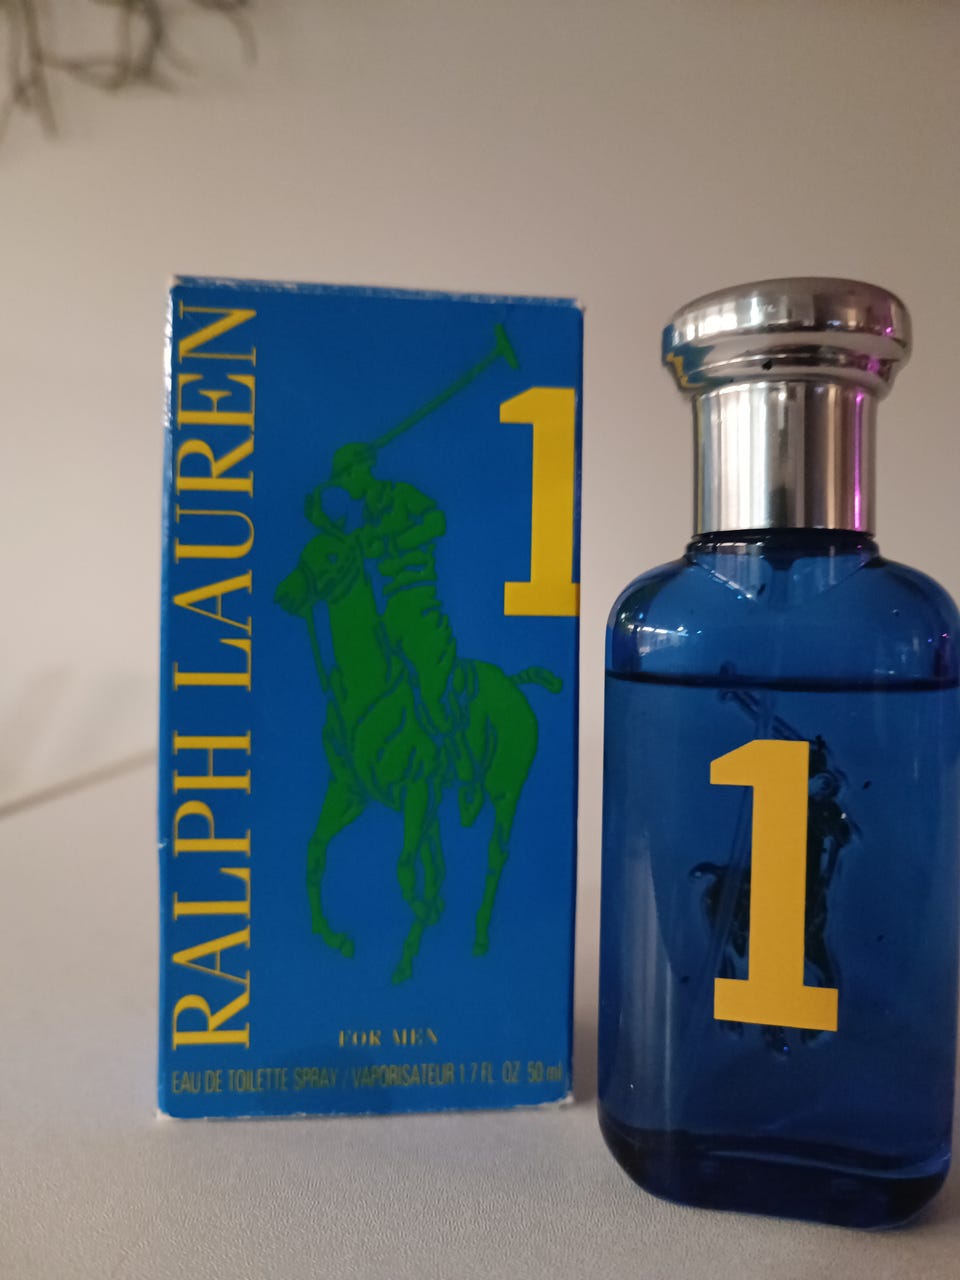 RALPH LAUREN
1
FOR MEN
EAU DE TOILETTE SPRAY / VAPORISATEUR 1.7 FL. OZ. 50 ml
1